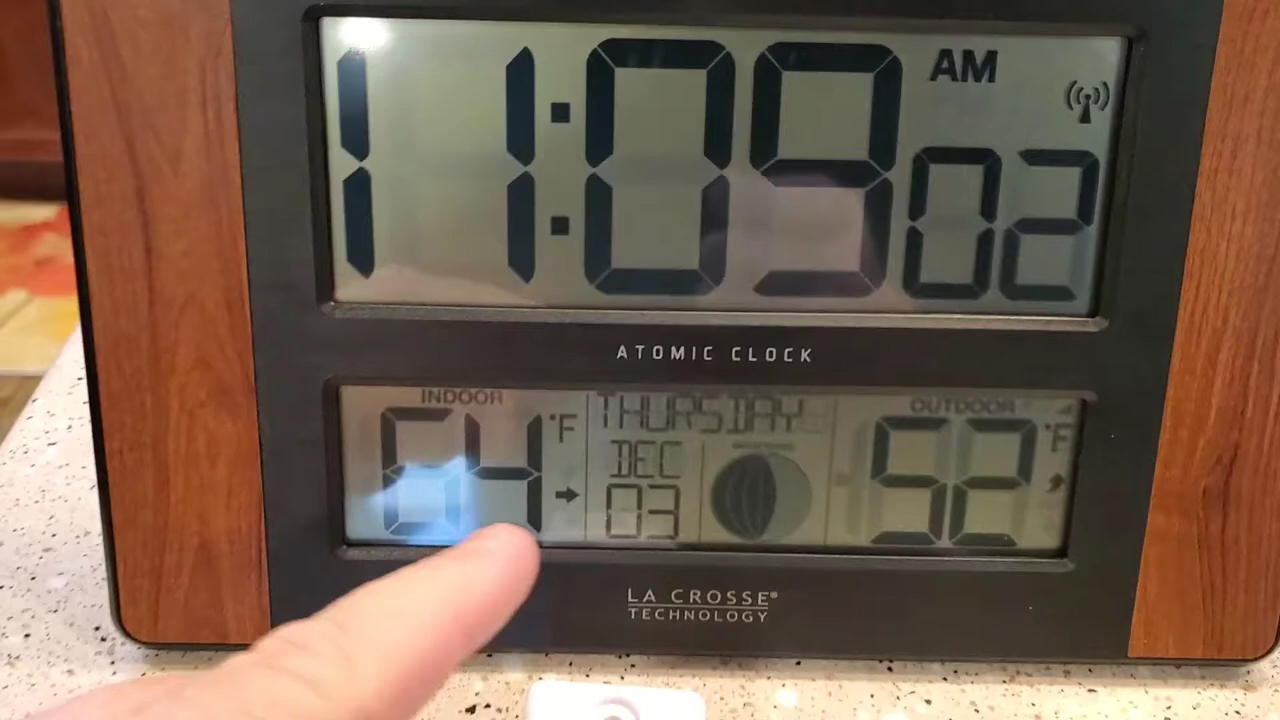 11:09 02 AM
ATOMIC CLOCK
INDOOR
64 °F
THURSDAY
DEC
03
OUTDOOR
52 °F
LA CROSSE®
TECHNOLOGY